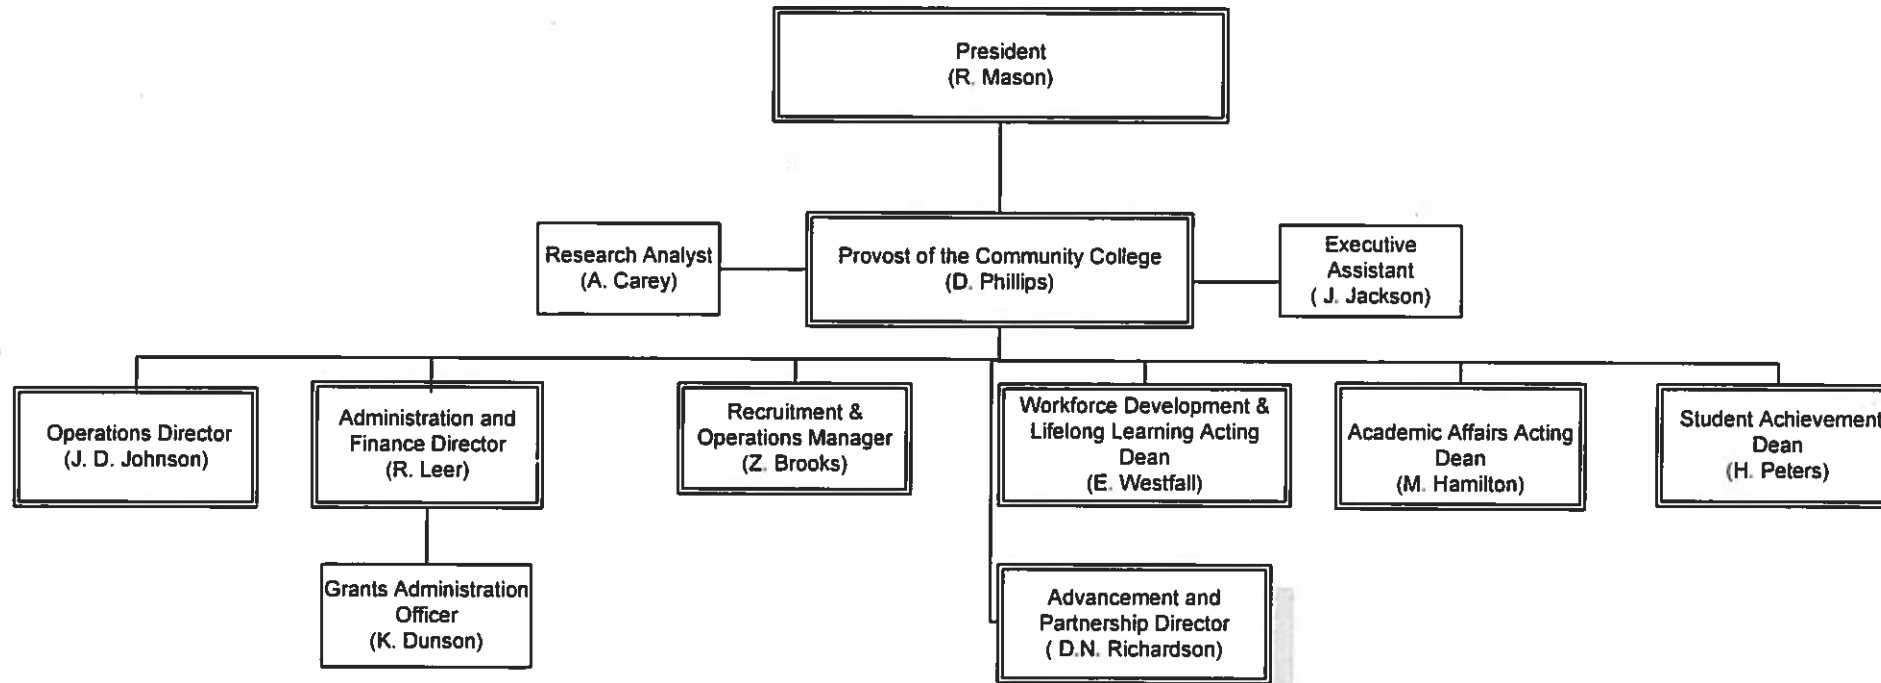 President
(R. Mason)
Research Analyst
(A. Carey)
Provost of the Community College
(D. Phillips)
Executive
Assistant
( J. Jackson)
Operations Director
(J. D. Johnson)
Administration and
Finance Director
(R. Leer)
Recruitment &
Operations Manager
(Z. Brooks)
Workforce Development &
Lifelong Learning Acting
Dean
(E. Westfall)
Academic Affairs Acting
Dean
(M. Hamilton)
Student Achievement
Dean
(H. Peters)
Grants Administration
Officer
(K. Dunson)
Advancement and
Partnership Director
( D.N. Richardson)